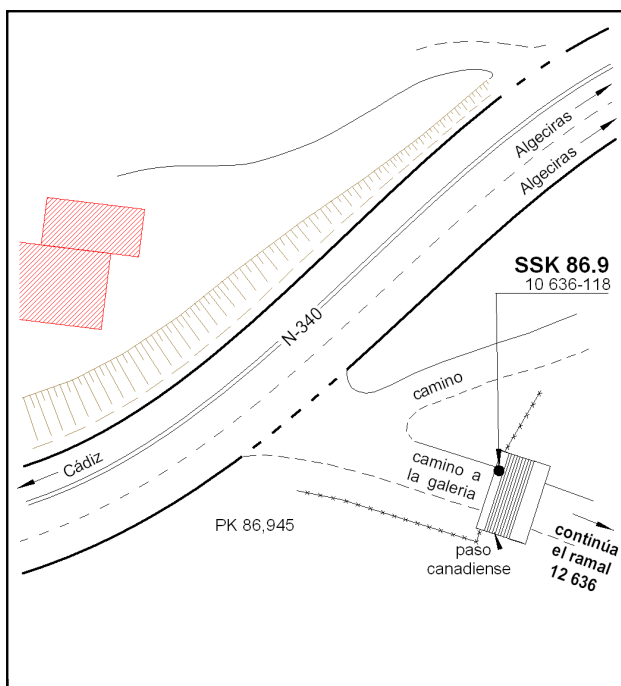 Algeciras
Algeciras
SSK 86.9
10 636-118
N-340
camino
Cádiz
camino a
la galeria
PK 86,945
paso
canadiense
continúa
el ramal
12 636